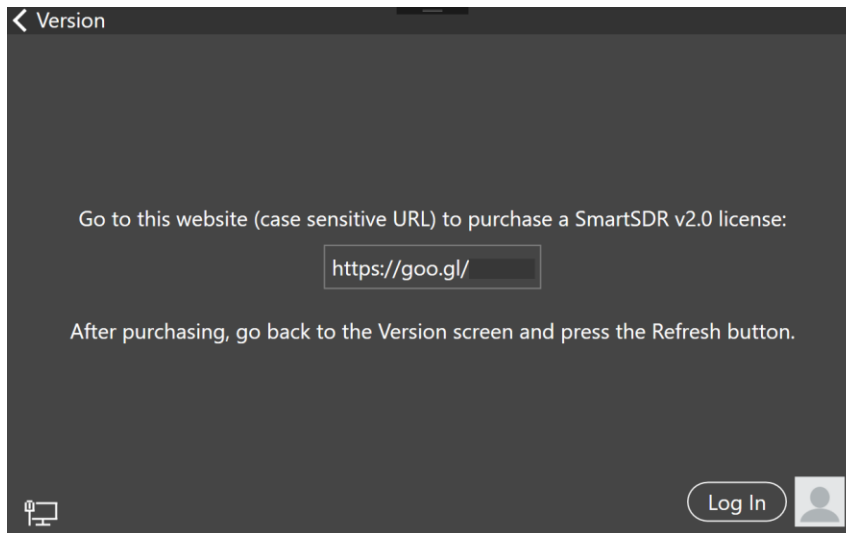 Version
Go to this website (case sensitive URL) to purchase a SmartSDR v2.0 license:
https://goo.gl/
After purchasing, go back to the Version screen and press the Refresh button.
Log In